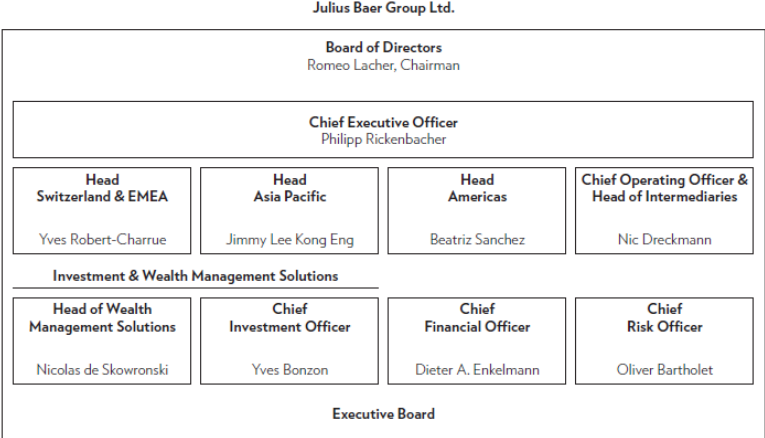 Julius Baer Group Ltd.
Board of Directors
Romeo Lacher, Chairman
Chief Executive Officer
Philipp Rickenbacher
Head
Switzerland & EMEA
Yves Robert-Charrue
Head
Asia Pacific
Jimmy Lee Kong Eng
Head
Americas
Beatriz Sanchez
Chief Operating Officer &
Head of Intermediaries
Nic Dreckmann
Investment & Wealth Management Solutions
Head of Wealth
Management Solutions
Nicolas de Skowronski
Chief
Investment Officer
Yves Bonzon
Chief
Financial Officer
Dieter A. Enkelmann
Chief
Risk Officer
Oliver Bartholet
Executive Board